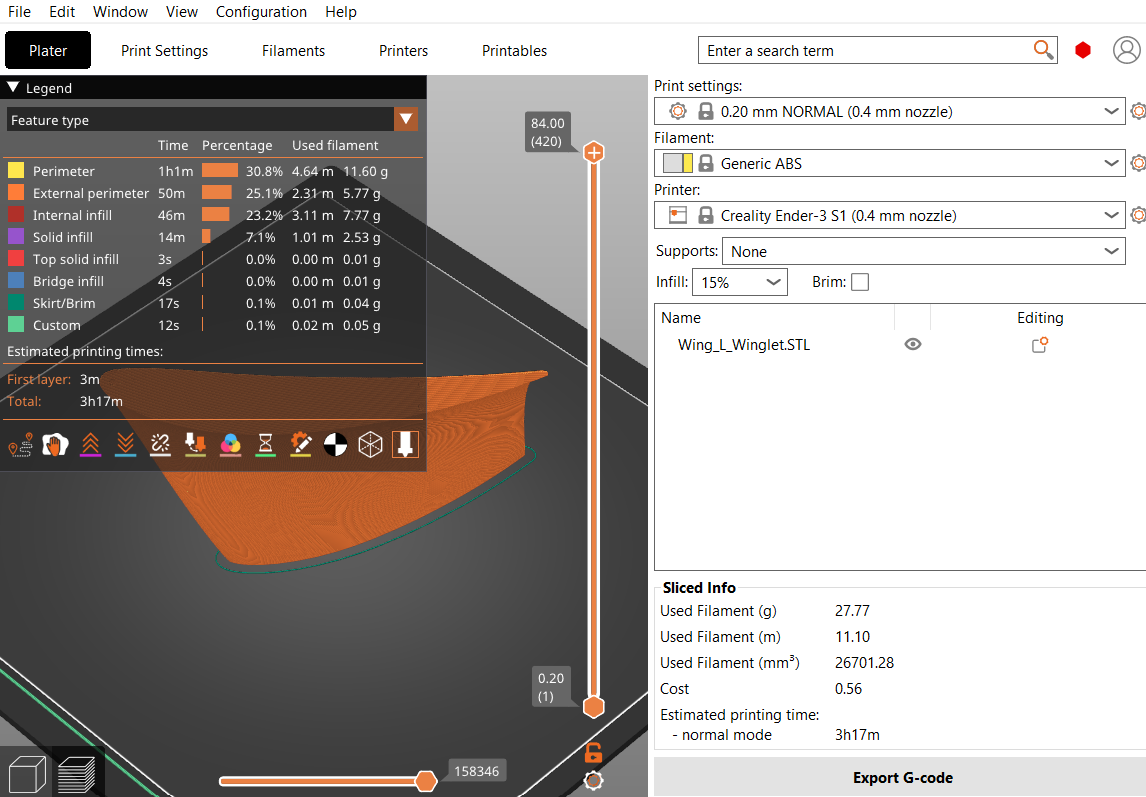 File Edit Window View Configuration Help
Plater Print Settings Filaments Printers Printables
Enter a search term
Legend
Feature type
Time Percentage Used filament
Perimeter 1h1m 30.8% 4.64 m 11.60 g
External perimeter 50m 25.1% 2.31 m 5.77 g
Internal infill 46m 23.2% 3.11 m 7.77 g
Solid infill 14m 7.1% 1.01 m 2.53 g
Top solid infill 3s 0.0% 0.00 m 0.01 g
Bridge infill 4s 0.0% 0.00 m 0.01 g
Skirt/Brim 17s 0.1% 0.01 m 0.04 g
Custom 12s 0.1% 0.02 m 0.05 g
Estimated printing times:
First layer: 3m
Total: 3h17m
84.00
(420)
0.20
(1)
158346
Print settings:
0.20 mm NORMAL (0.4 mm nozzle)
Filament:
Generic ABS
Printer:
Creality Ender-3 S1 (0.4 mm nozzle)
Supports: None
Infill: 15% Brim:
Name Editing
Wing_L_Winglet.STL
Sliced Info
Used Filament (g) 27.77
Used Filament (m) 11.10
Used Filament (mm³) 26701.28
Cost 0.56
Estimated printing time:
- normal mode 3h17m
Export G-code